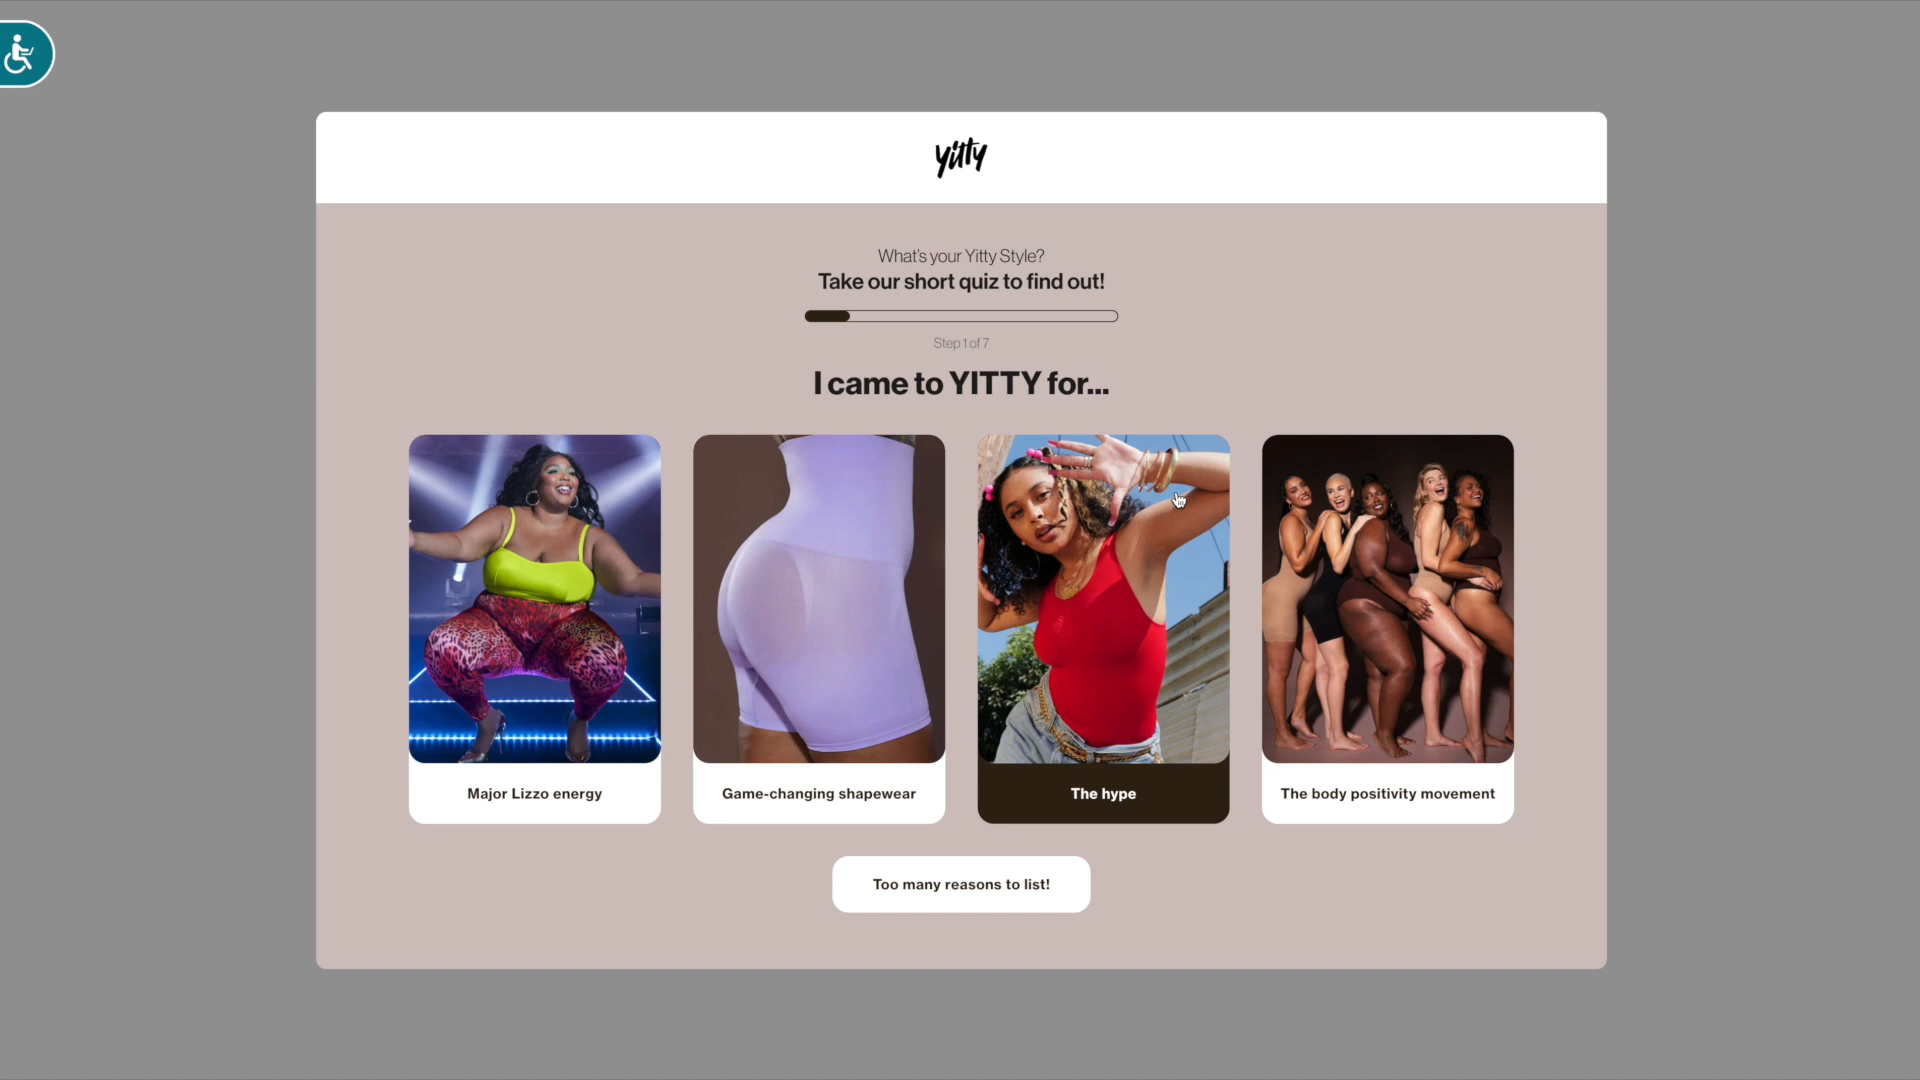 yitty
What's your Yitty Style?
Take our short quiz to find out!
Step 1 of 7
I came to YITTY for...
Major Lizzo energy
Game-changing shapewear
The hype
The body positivity movement
Too many reasons to list!